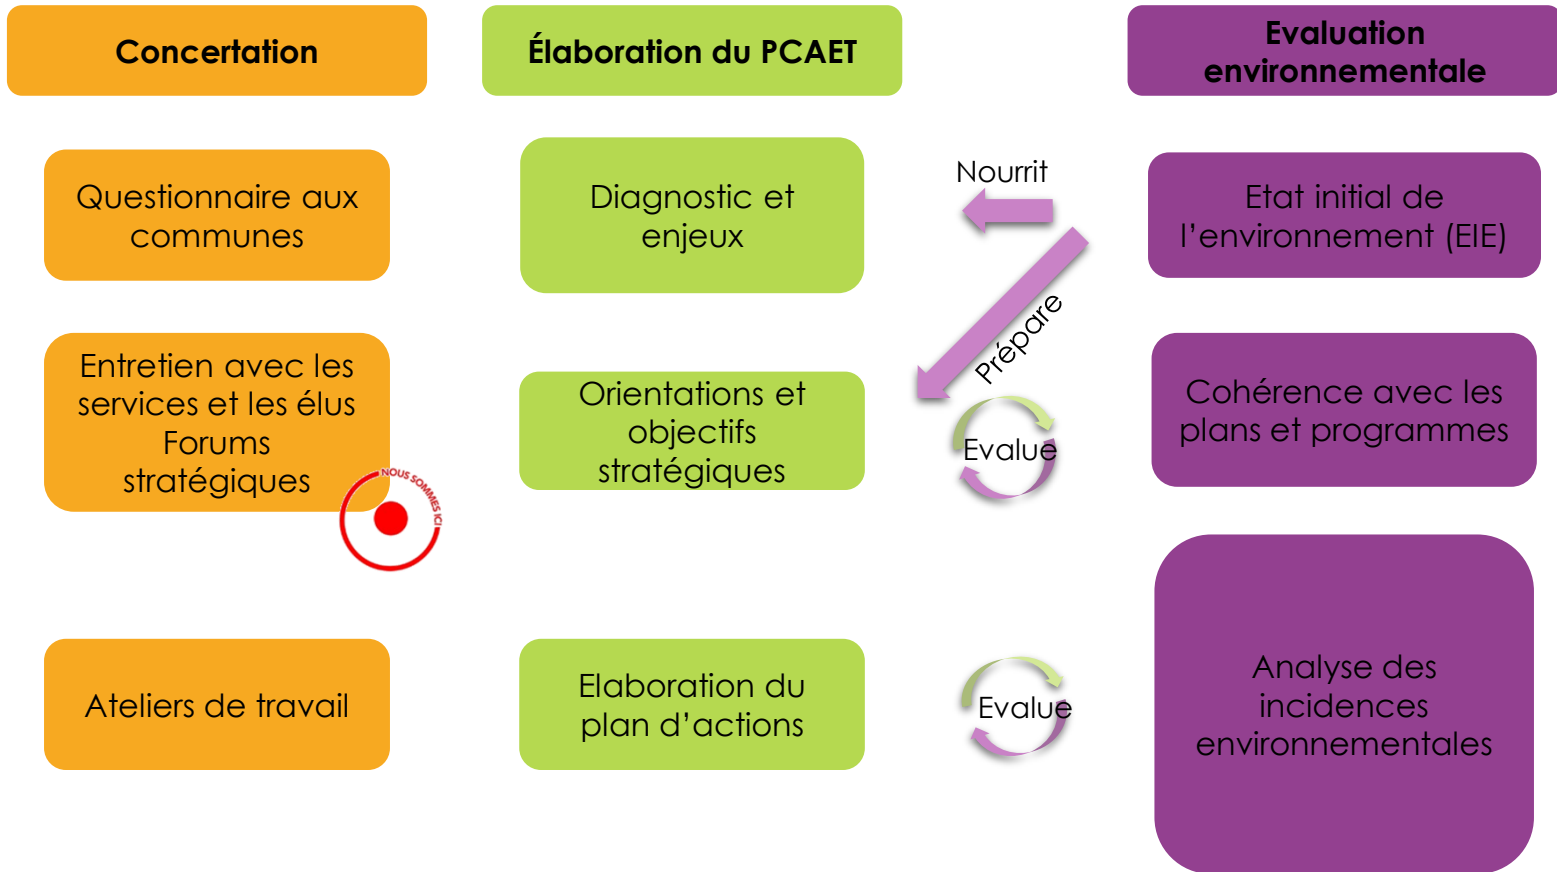 Concertation
Élaboration du PCAET
Evaluation
environnementale
Questionnaire aux
communes
Diagnostic et
enjeux
Nourrit
Etat initial de
l’environnement (EIE)
Prépare
Entretien avec les
services et les élus
Forums
stratégiques
NOUS SOMMES ICI
Orientations et
objectifs
stratégiques
Evalue
Cohérence avec les
plans et programmes
Ateliers de travail
Elaboration du
plan d’actions
Evalue
Analyse des
incidences
environnementales